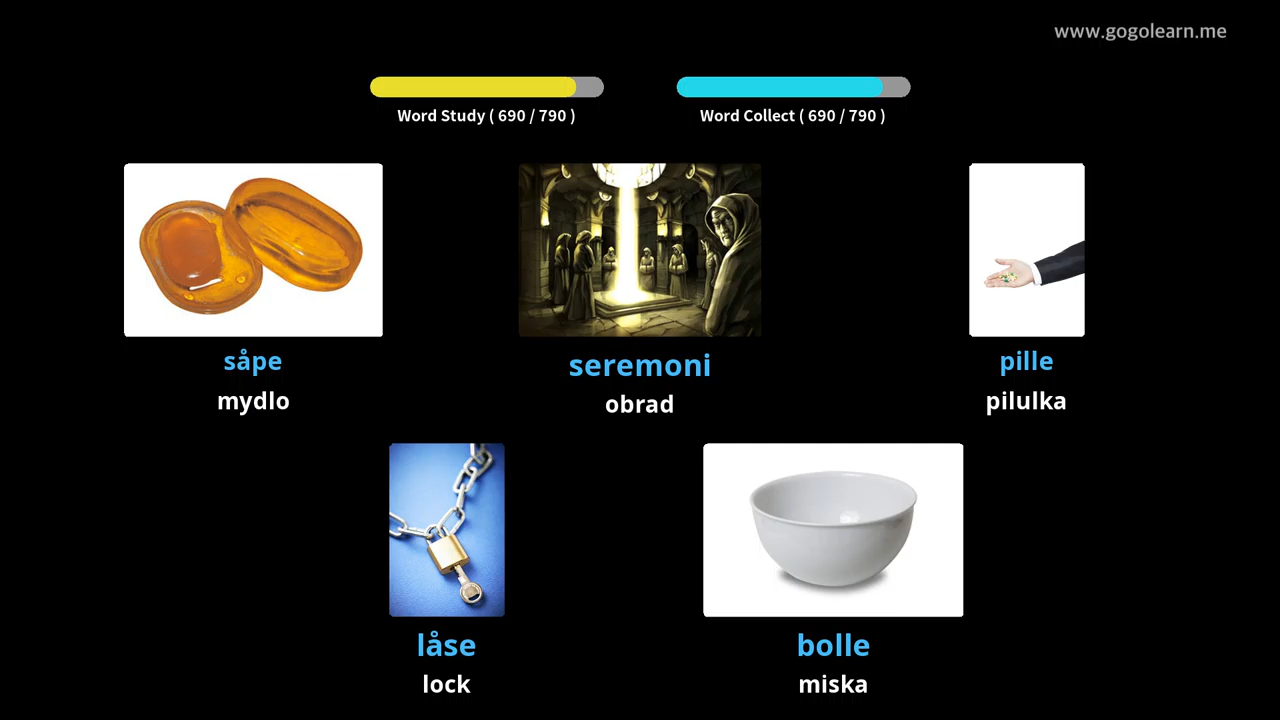 www.gogolearn.me
Word Study ( 690 / 790 )
Word Collect ( 690 / 790 )
såpe
mydlo
seremoni
obrad
pille
pilulka
låse
lock
bolle
miska